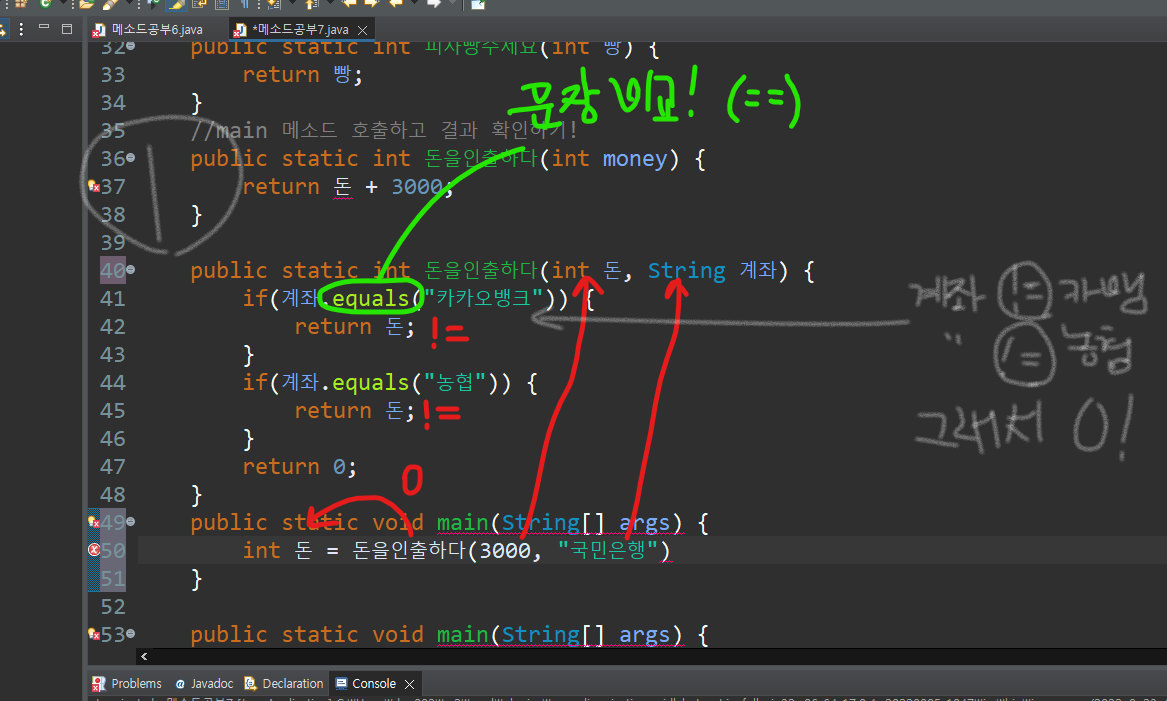 메소드공부6.java
*메소드공부7.java
32 public static int 피자빵주세요(int 빵) {
33 return 빵;
34 }
문장 비교! (==)
35 //main 메소드 호출하고 결과 확인하기!
36 public static int 돈을인출하다(int money) {
37 return 돈 + 3000;
38 }
39
40 public static int 돈을인출하다(int 돈, String 계좌) {
41 if(계좌.equals("카카오뱅크")) {
계좌 != 카뱅
42 return 돈; !=
" != 농협
43 }
44 if(계좌.equals("농협")) {
45 return 돈; !=
그래서 0!
46 }
47 return 0;
0
48 }
49 public static void main(String[] args) {
50 int 돈 = 돈을인출하다(3000, "국민은행")
51 }
52
53 public static void main(String[] args) {
Problems Javadoc Declaration Console